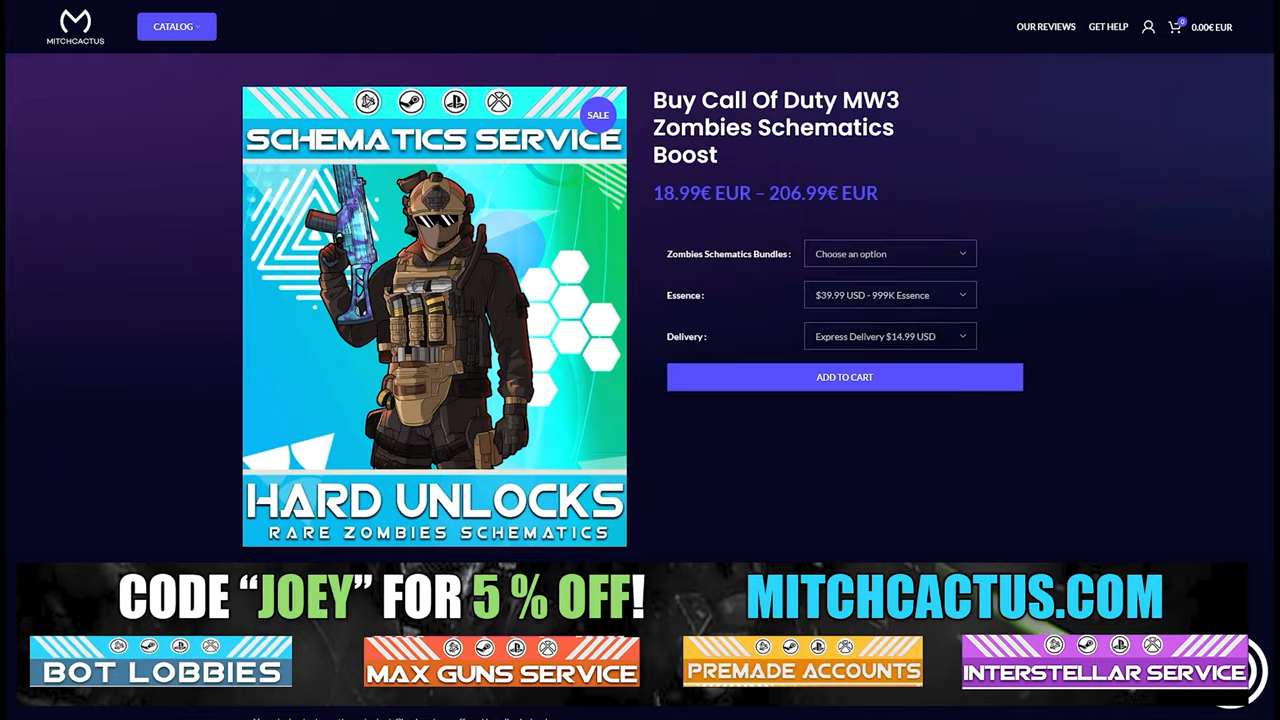 MITCHCACTUS
CATALOG
OUR REVIEWS
GET HELP
0
0.00€ EUR
SALE
SCHEMATICS SERVICE
HARD UNLOCKS
RARE ZOMBIES SCHEMATICS
Buy Call Of Duty MW3
Zombies Schematics
Boost
18.99€ EUR – 206.99€ EUR
Zombies Schematics Bundles :
Choose an option
Essence :
$39.99 USD - 999K Essence
Delivery :
Express Delivery $14.99 USD
ADD TO CART
CODE “JOEY” FOR 5 % OFF!
MITCHCACTUS.COM
BOT LOBBIES
MAX GUNS SERVICE
PREMADE ACCOUNTS
INTERSTELLAR SERVICE